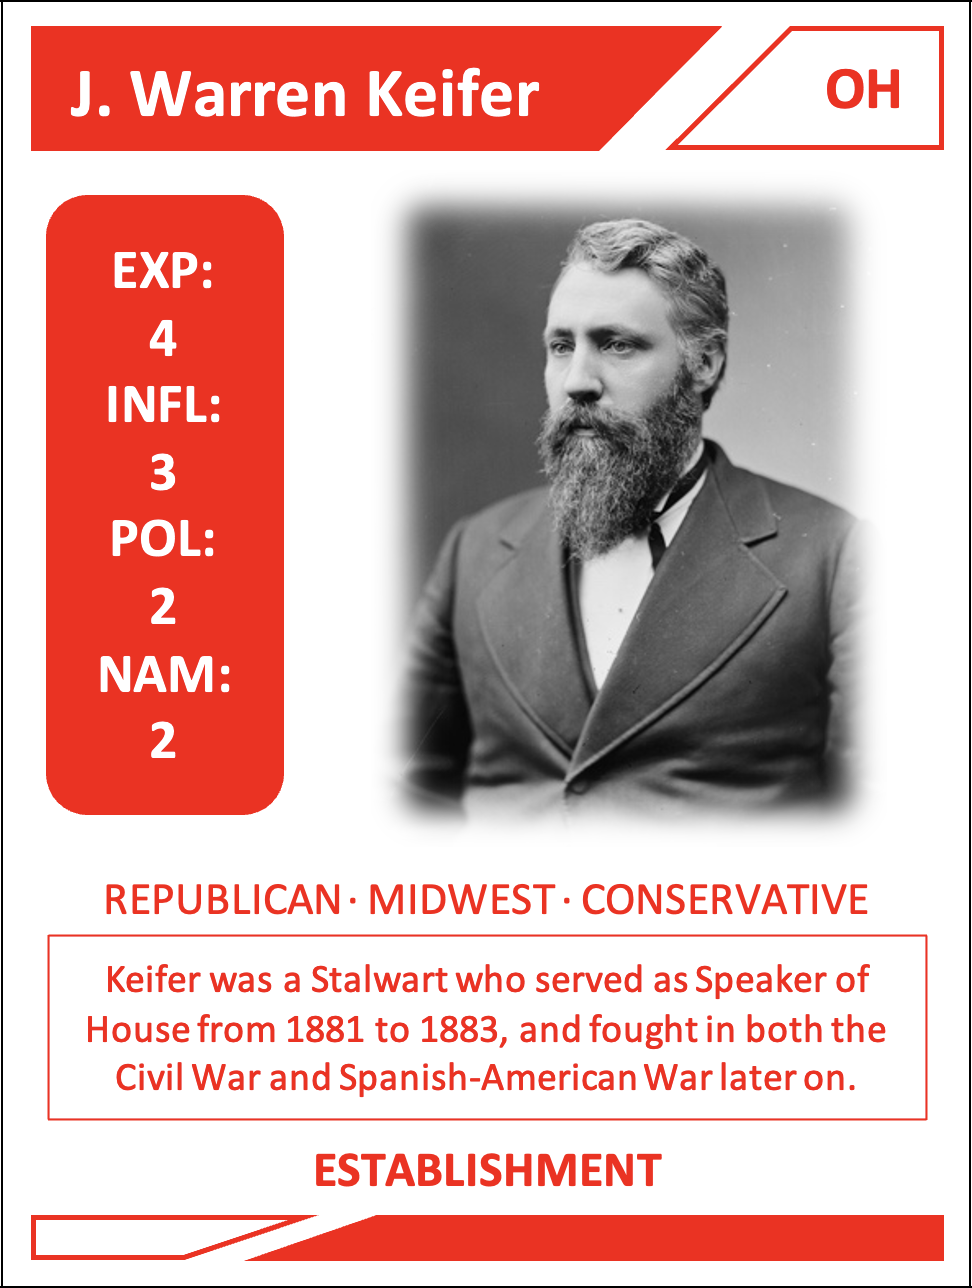 J. Warren Keifer
OH
EXP:
4
INFL:
3
POL:
2
NAM:
2
REPUBLICAN · MIDWEST · CONSERVATIVE
Keifer was a Stalwart who served as Speaker of
House from 1881 to 1883, and fought in both the
Civil War and Spanish-American War later on.
ESTABLISHMENT